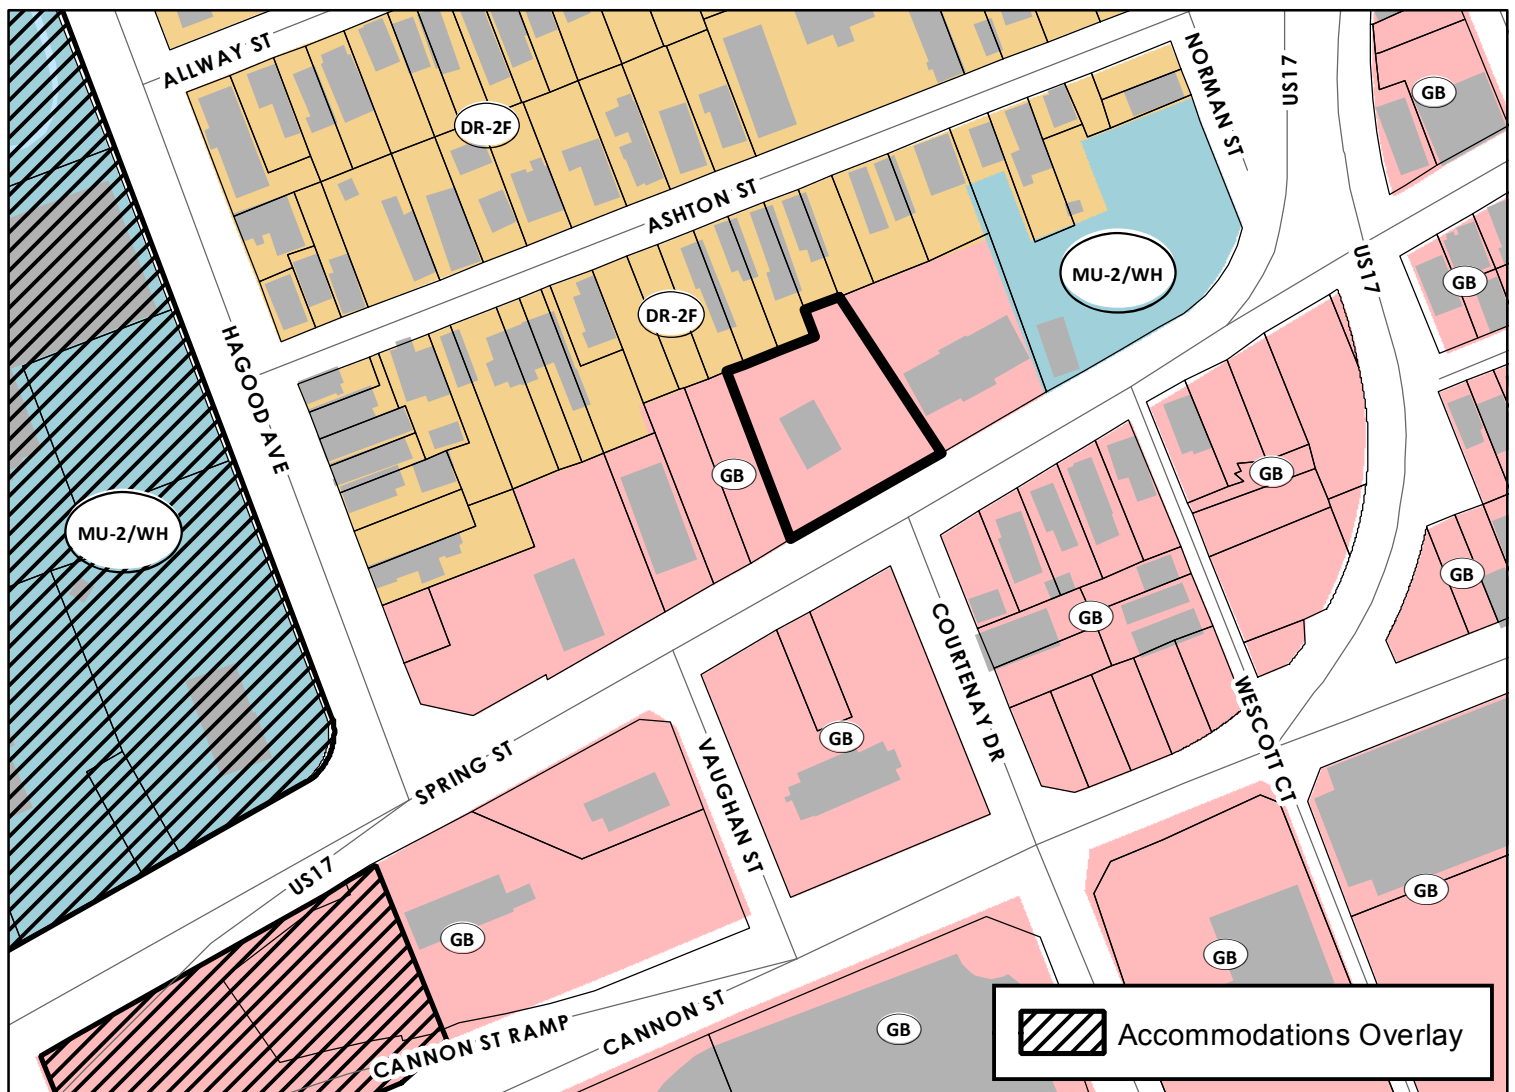 ALLWAY ST
NORMAN ST
US17
GB
DR-2F
ASHTON ST
MU-2/WH
US17
GB
DR-2F
HAGOOD AVE
GB
GB
MU-2/WH
GB
GB
COURTENAY DR
WESCOTT CT
GB
VAUGHAN ST
SPRING ST
US17
GB
GB
GB
CANNON ST
CANNON ST RAMP
GB
Accommodations Overlay